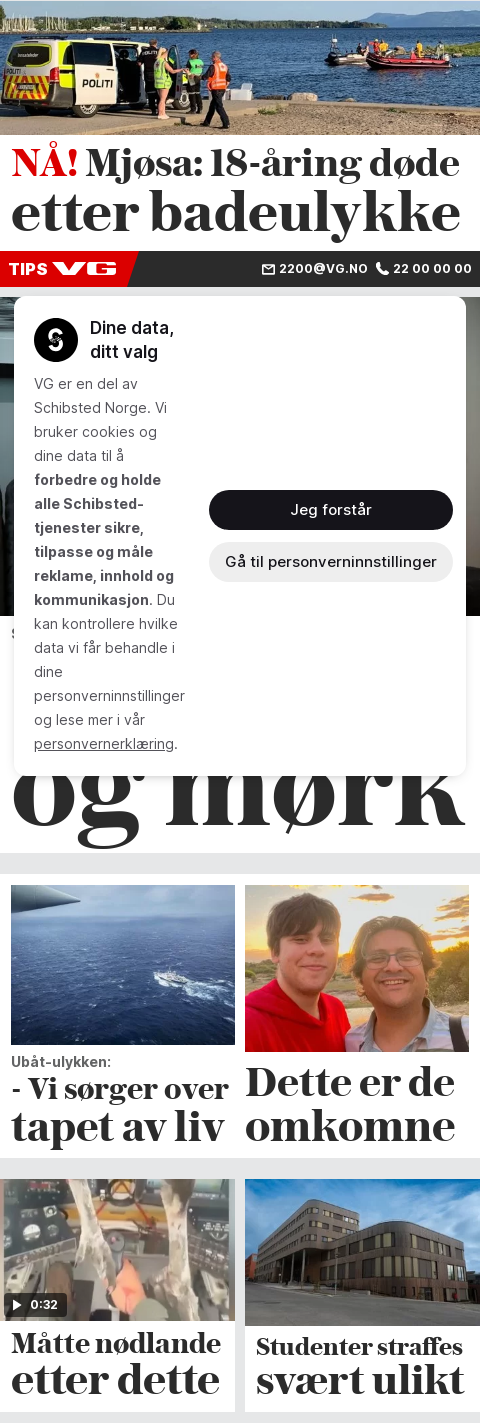 POLITI
POLITI
NÅ! Mjøsa: 18-åring døde
etter badeulykke
TIPS VG
2200@VG.NO 22 00 00 00
Dine data,
ditt valg
VG er en del av
Schibsted Norge. Vi
bruker cookies og
dine data til å
forbedre og holde
alle Schibsted-
tjenester sikre,
tilpasse og måle
reklame, innhold og
kommunikasjon. Du
kan kontrollere hvilke
data vi får behandle i
dine
personverninnstillinger
og lese mer i vår
personvernerklæring.
Jeg forstår
Gå til personverninnstillinger
og mørk
Ubåt-ulykken:
- Vi sørger over
tapet av liv
Dette er de
omkomne
0:32
Måtte nødlande
etter dette
Studenter straffes
svært ulikt